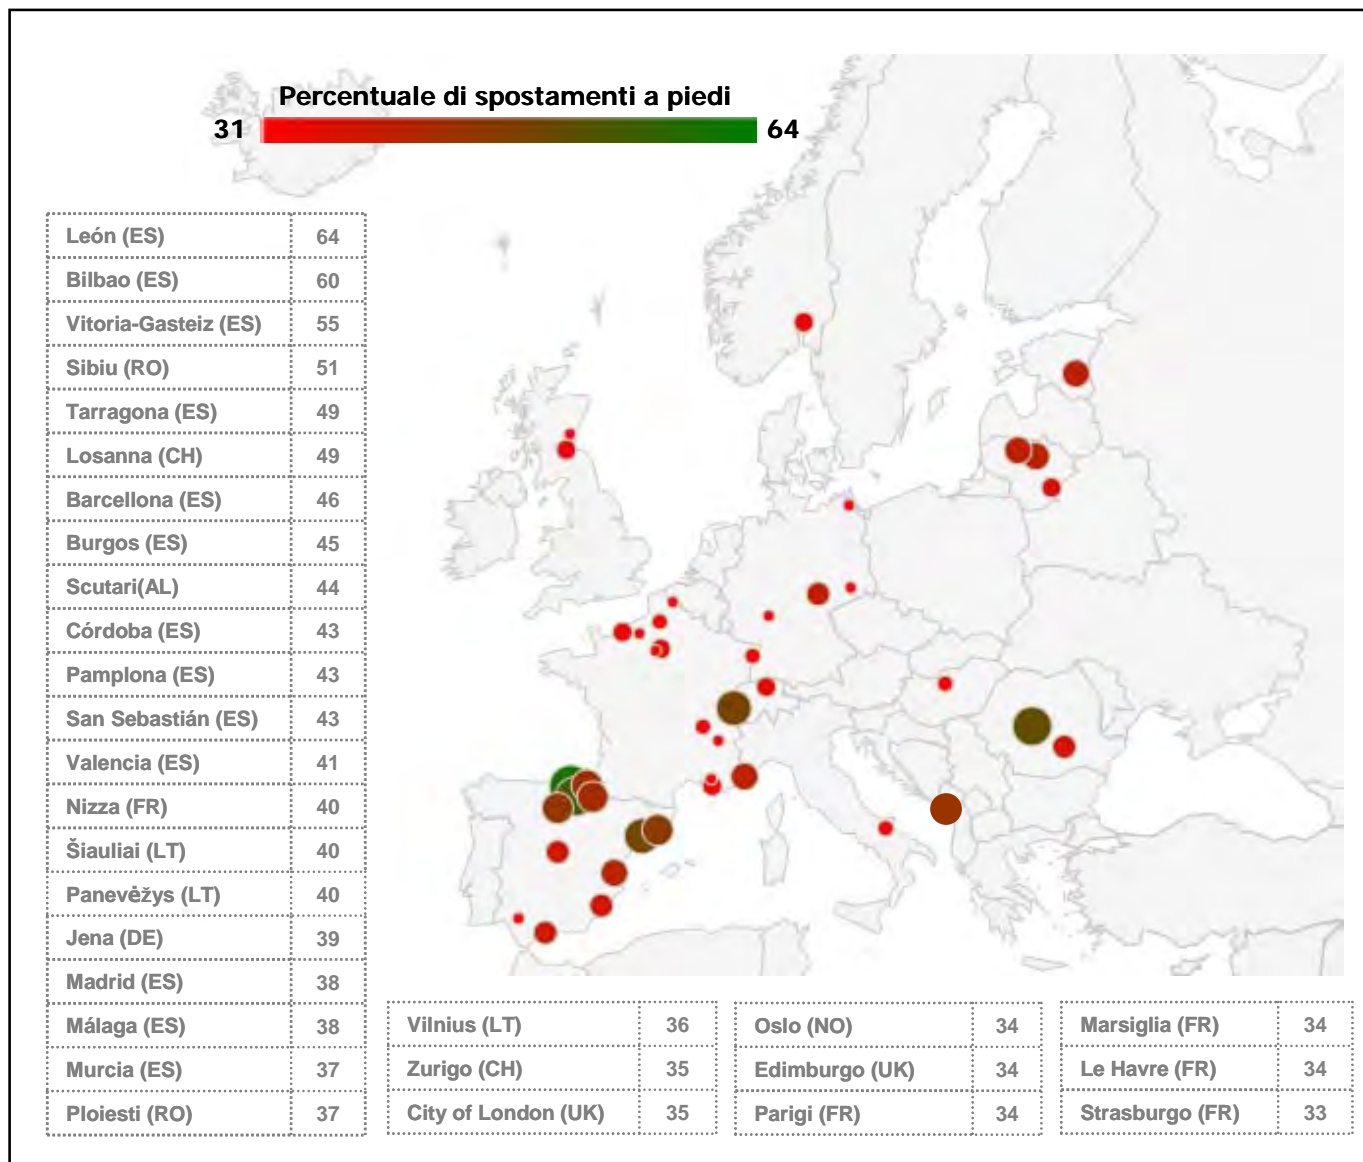 Percentuale di spostamenti a piedi
31 64
León (ES) 64
Bilbao (ES) 60
Vitoria-Gasteiz (ES) 55
Sibiu (RO) 51
Tarragona (ES) 49
Losanna (CH) 49
Barcellona (ES) 46
Burgos (ES) 45
Scutari(AL) 44
Córdoba (ES) 43
Pamplona (ES) 43
San Sebastián (ES) 43
Valencia (ES) 41
Nizza (FR) 40
Šiauliai (LT) 40
Panevėžys (LT) 40
Jena (DE) 39
Madrid (ES) 38
Málaga (ES) 38
Murcia (ES) 37
Ploiesti (RO) 37
Vilnius (LT) 36
Zurigo (CH) 35
City of London (UK) 35
Oslo (NO) 34
Edimburgo (UK) 34
Parigi (FR) 34
Marsiglia (FR) 34
Le Havre (FR) 34
Strasburgo (FR) 33